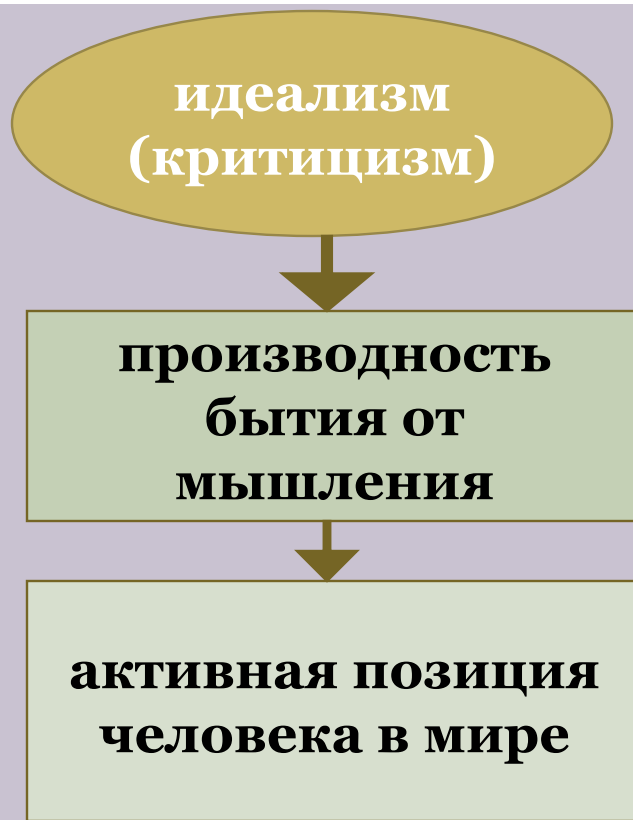 идеализм
(критицизм)
производность
бытия от
мышления
активная позиция
человека в мире